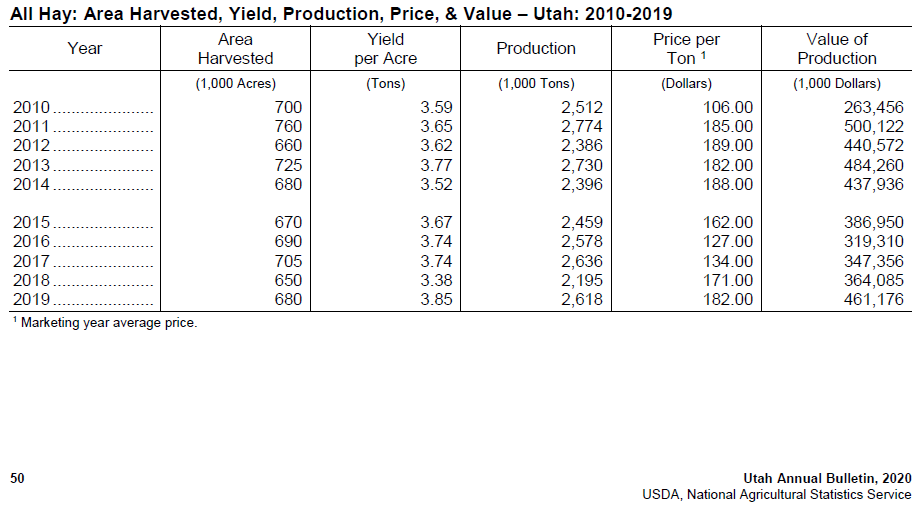 All Hay: Area Harvested, Yield, Production, Price, & Value – Utah: 2010-2019
Year Area Harvested Yield per Acre Production Price per Ton ¹ Value of Production
(1,000 Acres) (Tons) (1,000 Tons) (Dollars) (1,000 Dollars)
2010 ...................... 700 3.59 2,512 106.00 263,456
2011 ...................... 760 3.65 2,774 185.00 500,122
2012 ...................... 660 3.62 2,386 189.00 440,572
2013 ...................... 725 3.77 2,730 182.00 484,260
2014 ...................... 680 3.52 2,396 188.00 437,936
2015 ...................... 670 3.67 2,459 162.00 386,950
2016 ...................... 690 3.74 2,578 127.00 319,310
2017 ...................... 705 3.74 2,636 134.00 347,356
2018 ...................... 650 3.38 2,195 171.00 364,085
2019 ...................... 680 3.85 2,618 182.00 461,176
¹ Marketing year average price.
50 Utah Annual Bulletin, 2020
USDA, National Agricultural Statistics Service